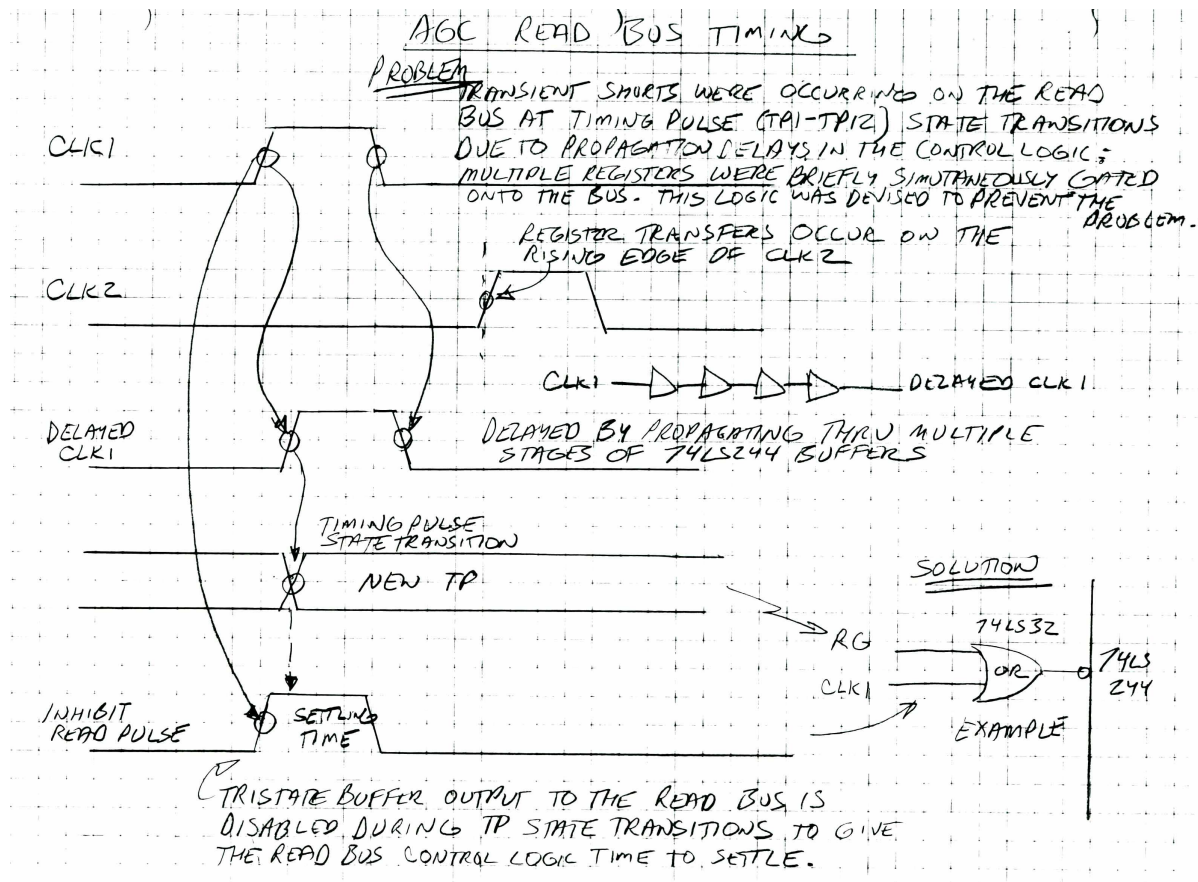 AGC READ BUS TIMING
PROBLEM
TRANSIENT SHORTS WERE OCCURRING ON THE READ
BUS AT TIMING PULSE (TP1-TP12) STATE TRANSITIONS
DUE TO PROPAGATION DELAYS IN THE CONTROL LOGIC;
MULTIPLE REGISTERS WERE BRIEFLY SIMUTANEOUSLY GATED
ONTO THE BUS. THIS LOGIC WAS DEVISED TO PREVENT THE
PROBLEM.
CLK1
REGISTER TRANSFERS OCCUR ON THE
RISING EDGE OF CLK2
CLK2
CLK1
DELAYED CLK1
DELAYED
CLK1
DELAYED BY PROPAGATING THRU MULTIPLE
STAGES OF 74LS244 BUFFERS
TIMING PULSE
STATE TRANSITION
NEW TP
SOLUTION
74LS32
RG
CLK1
OR
74LS
244
EXAMPLE
INHIBIT
READ PULSE
SETTLING
TIME
TRISTATE BUFFER OUTPUT TO THE READ BUS IS
DISABLED DURING TP STATE TRANSITIONS TO GIVE
THE READ BUS CONTROL LOGIC TIME TO SETTLE.